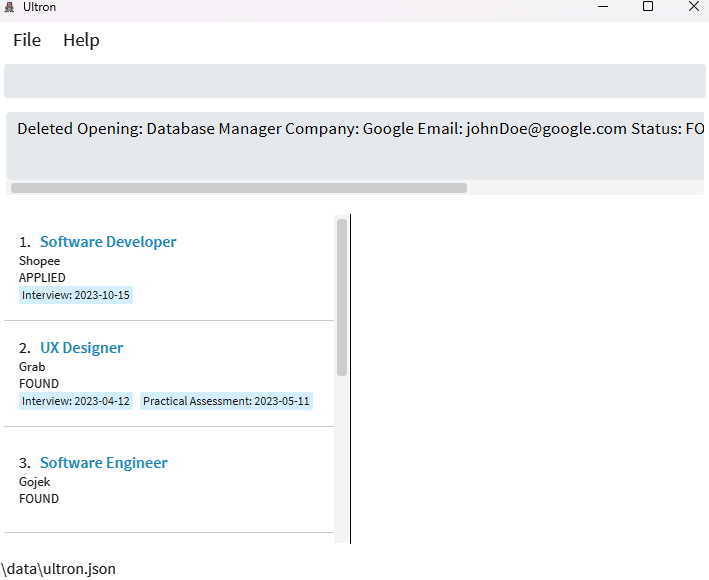 Ultron
File Help
Deleted Opening: Database Manager Company: Google Email: johnDoe@google.com Status: FO
1. Software Developer
Shopee
APPLIED
Interview: 2023-10-15
2. UX Designer
Grab
FOUND
Interview: 2023-04-12 Practical Assessment: 2023-05-11
3. Software Engineer
Gojek
FOUND
\data\ultron.json